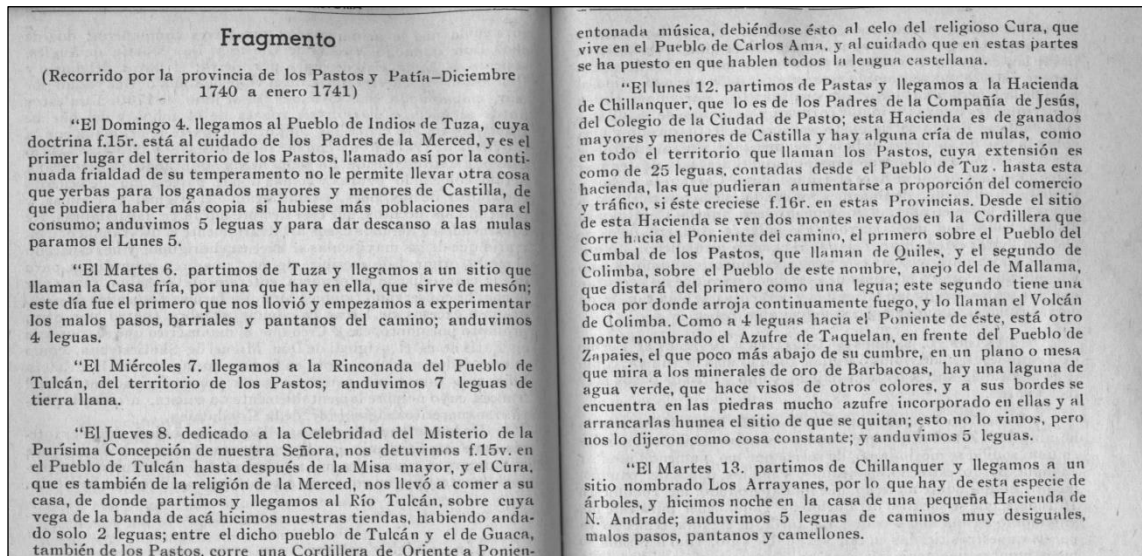 Fragmento
(Recorrido por la provincia de los Pastos y Patía—Diciembre
1740 a enero 1741)
“El Domingo 4. llegamos al Pueblo de Indios de Tuza, cuya
doctrina f.15r. está al cuidado de los Padres de la Merced, y es el
primer lugar del territorio de los Pastos, llamado así por la conti-
nuada frialdad de su temperamento no le permite llevar otra cosa
que yerbas para los ganados mayores y menores de Castilla, de
que pudiera haber más copia si hubiese más poblaciones para el
consumo; anduvimos 5 leguas y para dar descanso a las mulas
paramos el Lunes 5.
“El Martes 6. partimos de Tuza y llegamos a un sitio que
llaman la Casa fría, por una que hay en ella, que sirve de mesón;
este día fue el primero que nos llovió y empezamos a experimentar
los malos pasos, barriales y pantanos del camino; anduvimos
4 leguas.
“El Miércoles 7. llegamos a la Rinconada del Pueblo de
Tulcán, del territorio de los Pastos; anduvimos 7 leguas de
tierra llana.
“El Jueves 8. dedicado a la Celebridad del Misterio de la
Purísima Concepción de nuestra Señora, nos detuvimos f.15v. en
el Pueblo de Tulcán hasta después de la Misa mayor, y el Cura,
que es también de la religión de la Merced, nos llevó a comer a su
casa, de donde partimos y llegamos al Río Tulcán, sobre cuya
vega de la banda de acá hicimos nuestras tiendas, habiendo anda-
do solo 2 leguas; entre el dicho pueblo de Tulcán y el de Guaca,
también de los Pastos, corre una Cordillera de Oriente a Ponien-
entonada música, debiéndose ésto al celo del religioso Cura, que
vive en el Pueblo de Carlos Ama, y al cuidado que en estas partes
se ha puesto en que hablen todos la lengua castellana.
“El lunes 12. partimos de Pastas y llegamos a la Hacienda
de Chillanquer, que lo es de los Padres de la Compañía de Jesús,
del Colegio de la Ciudad de Pasto; esta Hacienda es de ganados
mayores y menores de Castilla y hay alguna cría de mulas, como
en todo el territorio que llaman los Pastos, cuya extensión es
como de 25 leguas, contadas desde el Pueblo de Tuz . hasta esta
hacienda, las que pudieran aumentarse a proporción del comercio
y tráfico, si éste creciese f.16r. en estas Provincias. Desde el sitio
de esta Hacienda se ven dos montes nevados en la Cordillera que
corre hacia el Poniente del camino, el primero sobre el Pueblo del
Cumbal de los Pastos, que llaman de Quiles, y el segundo de
Colimba, sobre el Pueblo de este nombre, anejo del de Mallama,
que distará del primero como una legua; este segundo tiene una
boca por donde arroja continuamente fuego, y lo llaman el Volcán
de Colimba. Como a 4 leguas hacia el Poniente de éste, está otro
monte nombrado el Azufre de Taquelan, en frente del Pueblo de
Zapaies, el que poco más abajo de su cumbre, en un plano o mesa
que mira a los minerales de oro de Barbacoas, hay una laguna de
agua verde, que hace visos de otros colores, y a sus bordes se
encuentra en las piedras mucho azufre incorporado en ellas y al
arrancarlas humea el sitio de que se quitan; esto no lo vimos, pero
nos lo dijeron como cosa constante; y anduvimos 5 leguas.
“El Martes 13. partimos de Chillanquer y llegamos a un
sitio nombrado Los Arrayanes, por lo que hay de esta especie de
árboles, y hicimos noche en la casa de una pequeña Hacienda de
N. Andrade; anduvimos 5 leguas de caminos muy desiguales,
malos pasos, pantanos y camellones.